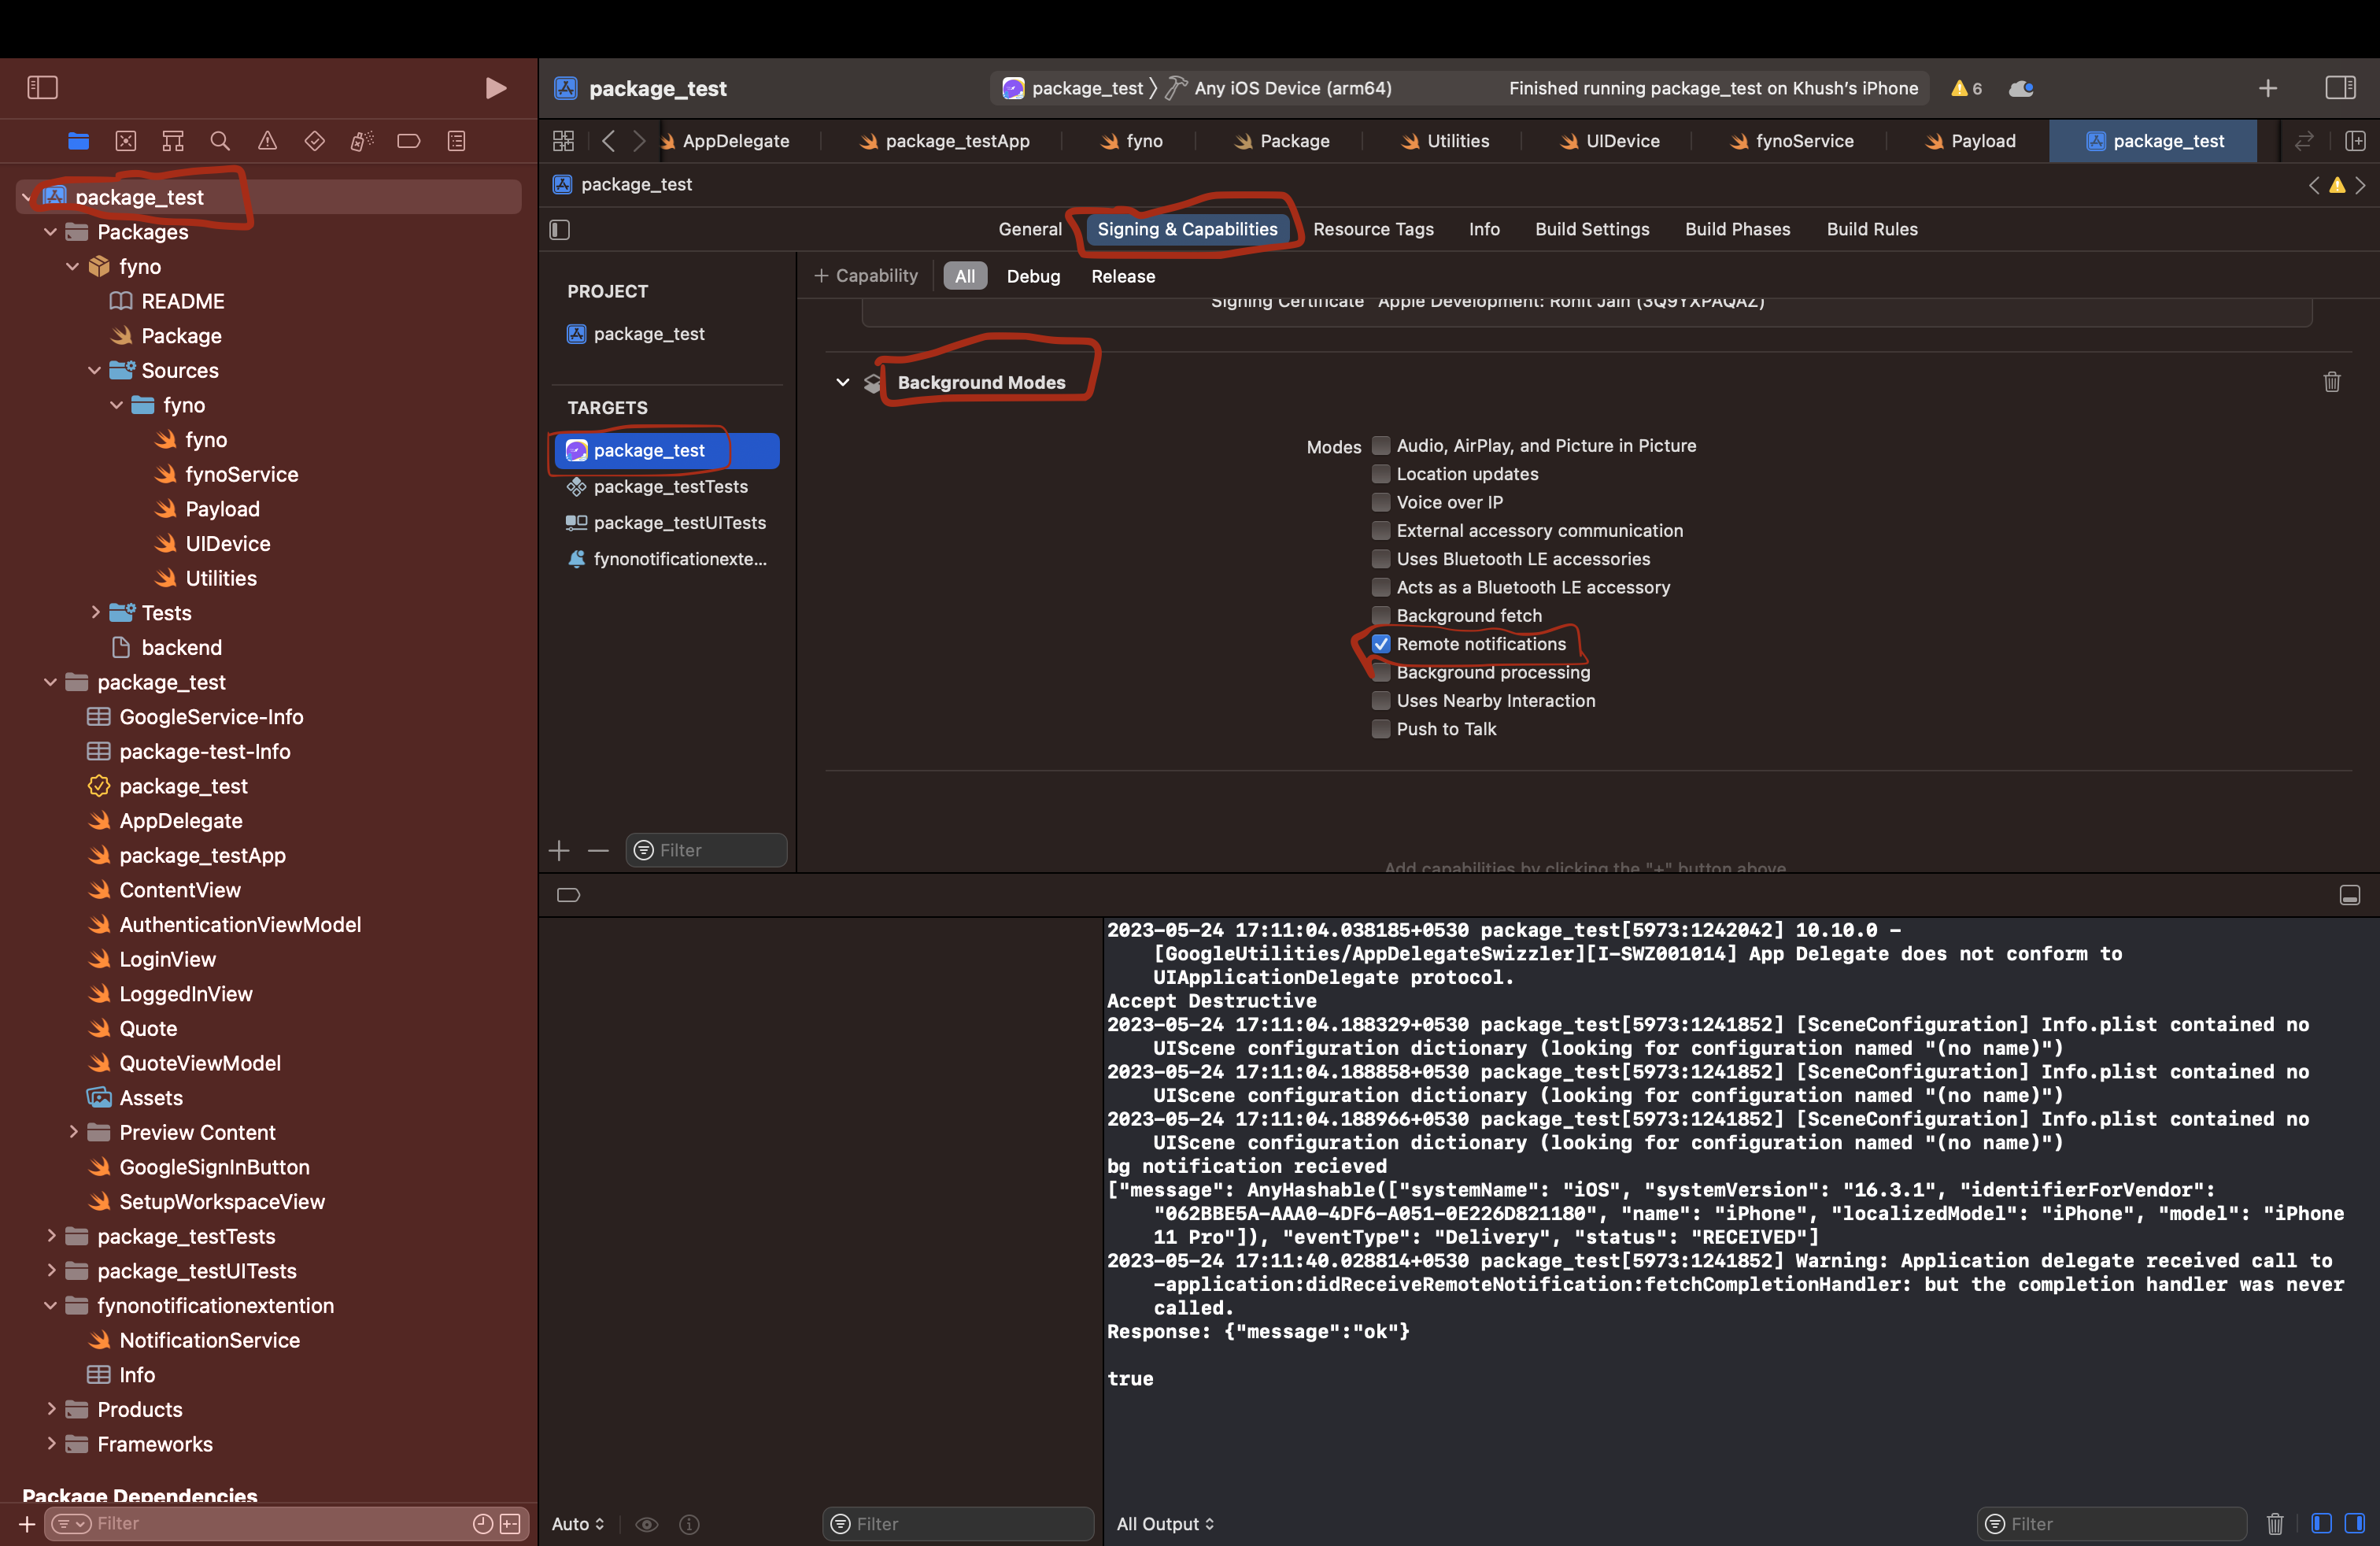 package_test
package_test
Any iOS Device (arm64)
Finished running package_test on Khush's iPhone
6
AppDelegate
package_testApp
fyno
Package
Utilities
UIDevice
fynoService
Payload
package_test
package_test
package_test
Packages
fyno
README
Package
Sources
fyno
fyno
fynoService
Payload
UIDevice
Utilities
Tests
backend
package_test
GoogleService-Info
package-test-Info
package_test
AppDelegate
package_testApp
ContentView
AuthenticationViewModel
LoginView
LoggedInView
Quote
QuoteViewModel
Assets
Preview Content
GoogleSignInButton
SetupWorkspaceView
package_testTests
package_testUITests
fynonotificationextention
NotificationService
Info
Products
Frameworks
Package Dependencies
Filter
General
Signing & Capabilities
Resource Tags
Info
Build Settings
Build Phases
Build Rules
+ Capability
All
Debug
Release
PROJECT
package_test
TARGETS
package_test
package_testTests
package_testUITests
fynonotificationexte...
Filter
Signing Certificate Apple Development: Rohit Jain (3Q9YXPAQAZ)
Background Modes
Modes
Audio, AirPlay, and Picture in Picture
Location updates
Voice over IP
External accessory communication
Uses Bluetooth LE accessories
Acts as a Bluetooth LE accessory
Background fetch
Remote notifications
Background processing
Uses Nearby Interaction
Push to Talk
Add capabilities by clicking the "+" button above
2023-05-24 17:11:04.038185+0530 package_test[5973:1242042] 10.10.0 -
[GoogleUtilities/AppDelegateSwizzler][I-SWZ001014] App Delegate does not conform to
UIApplicationDelegate protocol.
Accept Destructive
2023-05-24 17:11:04.188329+0530 package_test[5973:1241852] [SceneConfiguration] Info.plist contained no
UIScene configuration dictionary (looking for configuration named "(no name)")
2023-05-24 17:11:04.188858+0530 package_test[5973:1241852] [SceneConfiguration] Info.plist contained no
UIScene configuration dictionary (looking for configuration named "(no name)")
2023-05-24 17:11:04.188966+0530 package_test[5973:1241852] [SceneConfiguration] Info.plist contained no
UIScene configuration dictionary (looking for configuration named "(no name)")
bg notification recieved
["message": AnyHashable(["systemName": "iOS", "systemVersion": "16.3.1", "identifierForVendor":
"062BBE5A-AAA0-4DF6-A051-0E226D821180", "name": "iPhone", "localizedModel": "iPhone", "model": "iPhone
11 Pro"]), "eventType": "Delivery", "status": "RECEIVED"]
2023-05-24 17:11:40.028814+0530 package_test[5973:1241852] Warning: Application delegate received call to
-application:didReceiveRemoteNotification:fetchCompletionHandler: but the completion handler was never
called.
Response: {"message":"ok"}
true
Auto
Filter
All Output
Filter